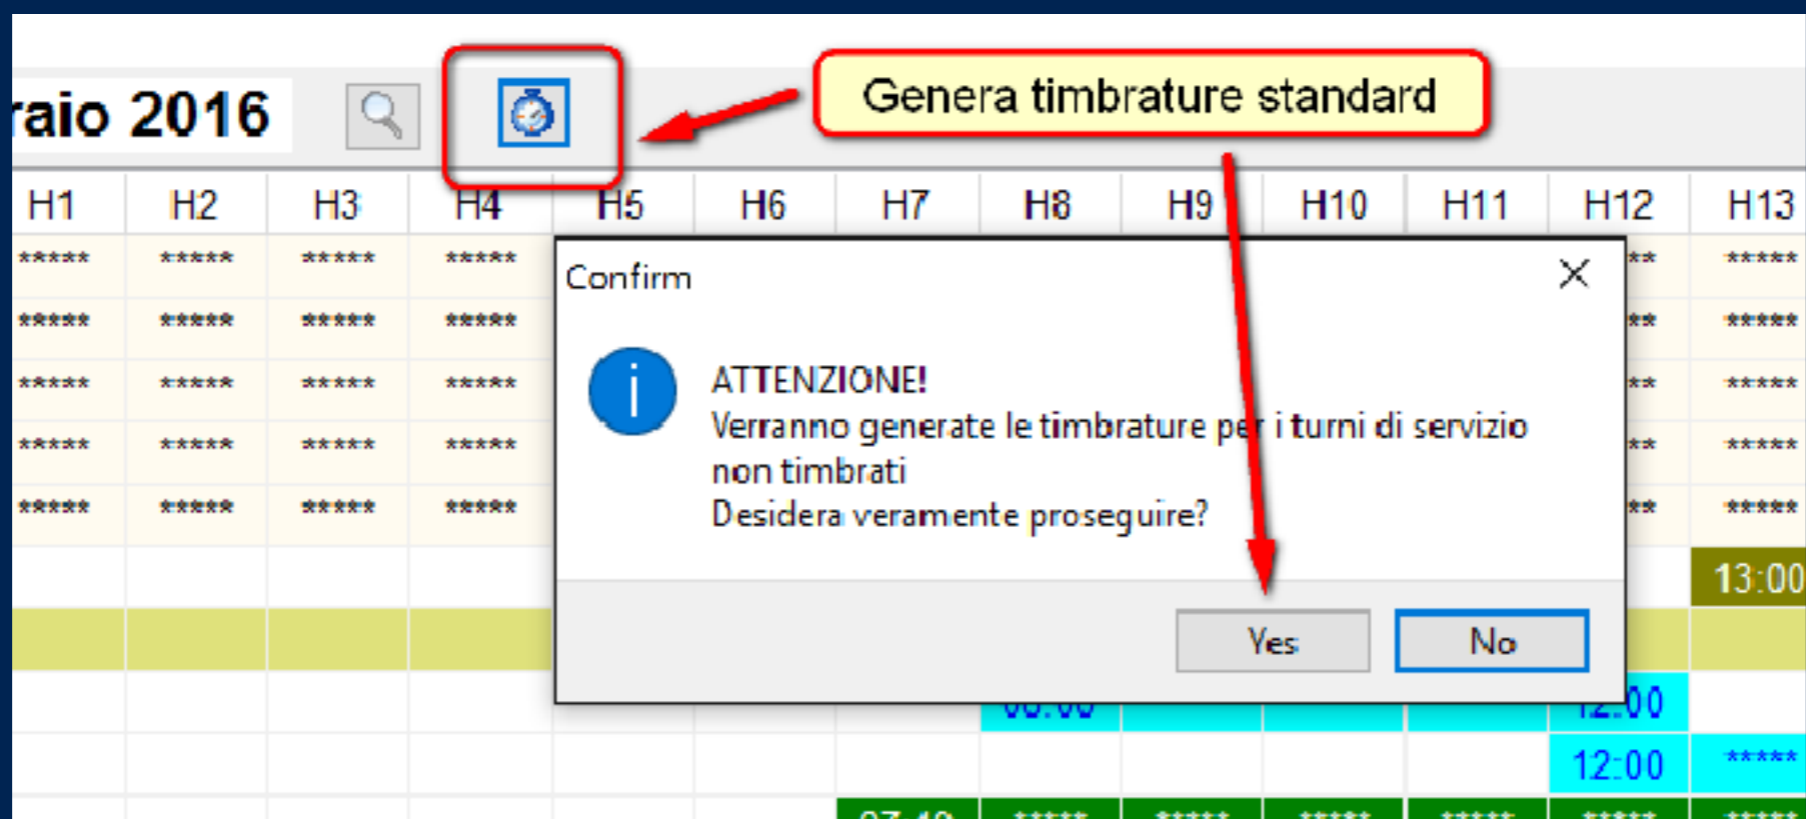 Genera timbrature standard
raio 2016
H1 H2 H3 H4 H5 H6 H7 H8 H9 H10 H11 H12 H13
***** ***** ***** ***** ** *****
Confirm
***** ***** ***** ***** ** *****
ATTENZIONE!
***** ***** ***** ***** ** *****
Verranno generate le timbrature per i turni di servizio
***** ***** ***** ***** ** *****
non timbrati
Desidera veramente proseguire?
***** ***** ***** ***** ** *****
13:00
Yes No
12:00
12:00 *****
***** ***** ***** ***** ***** *****